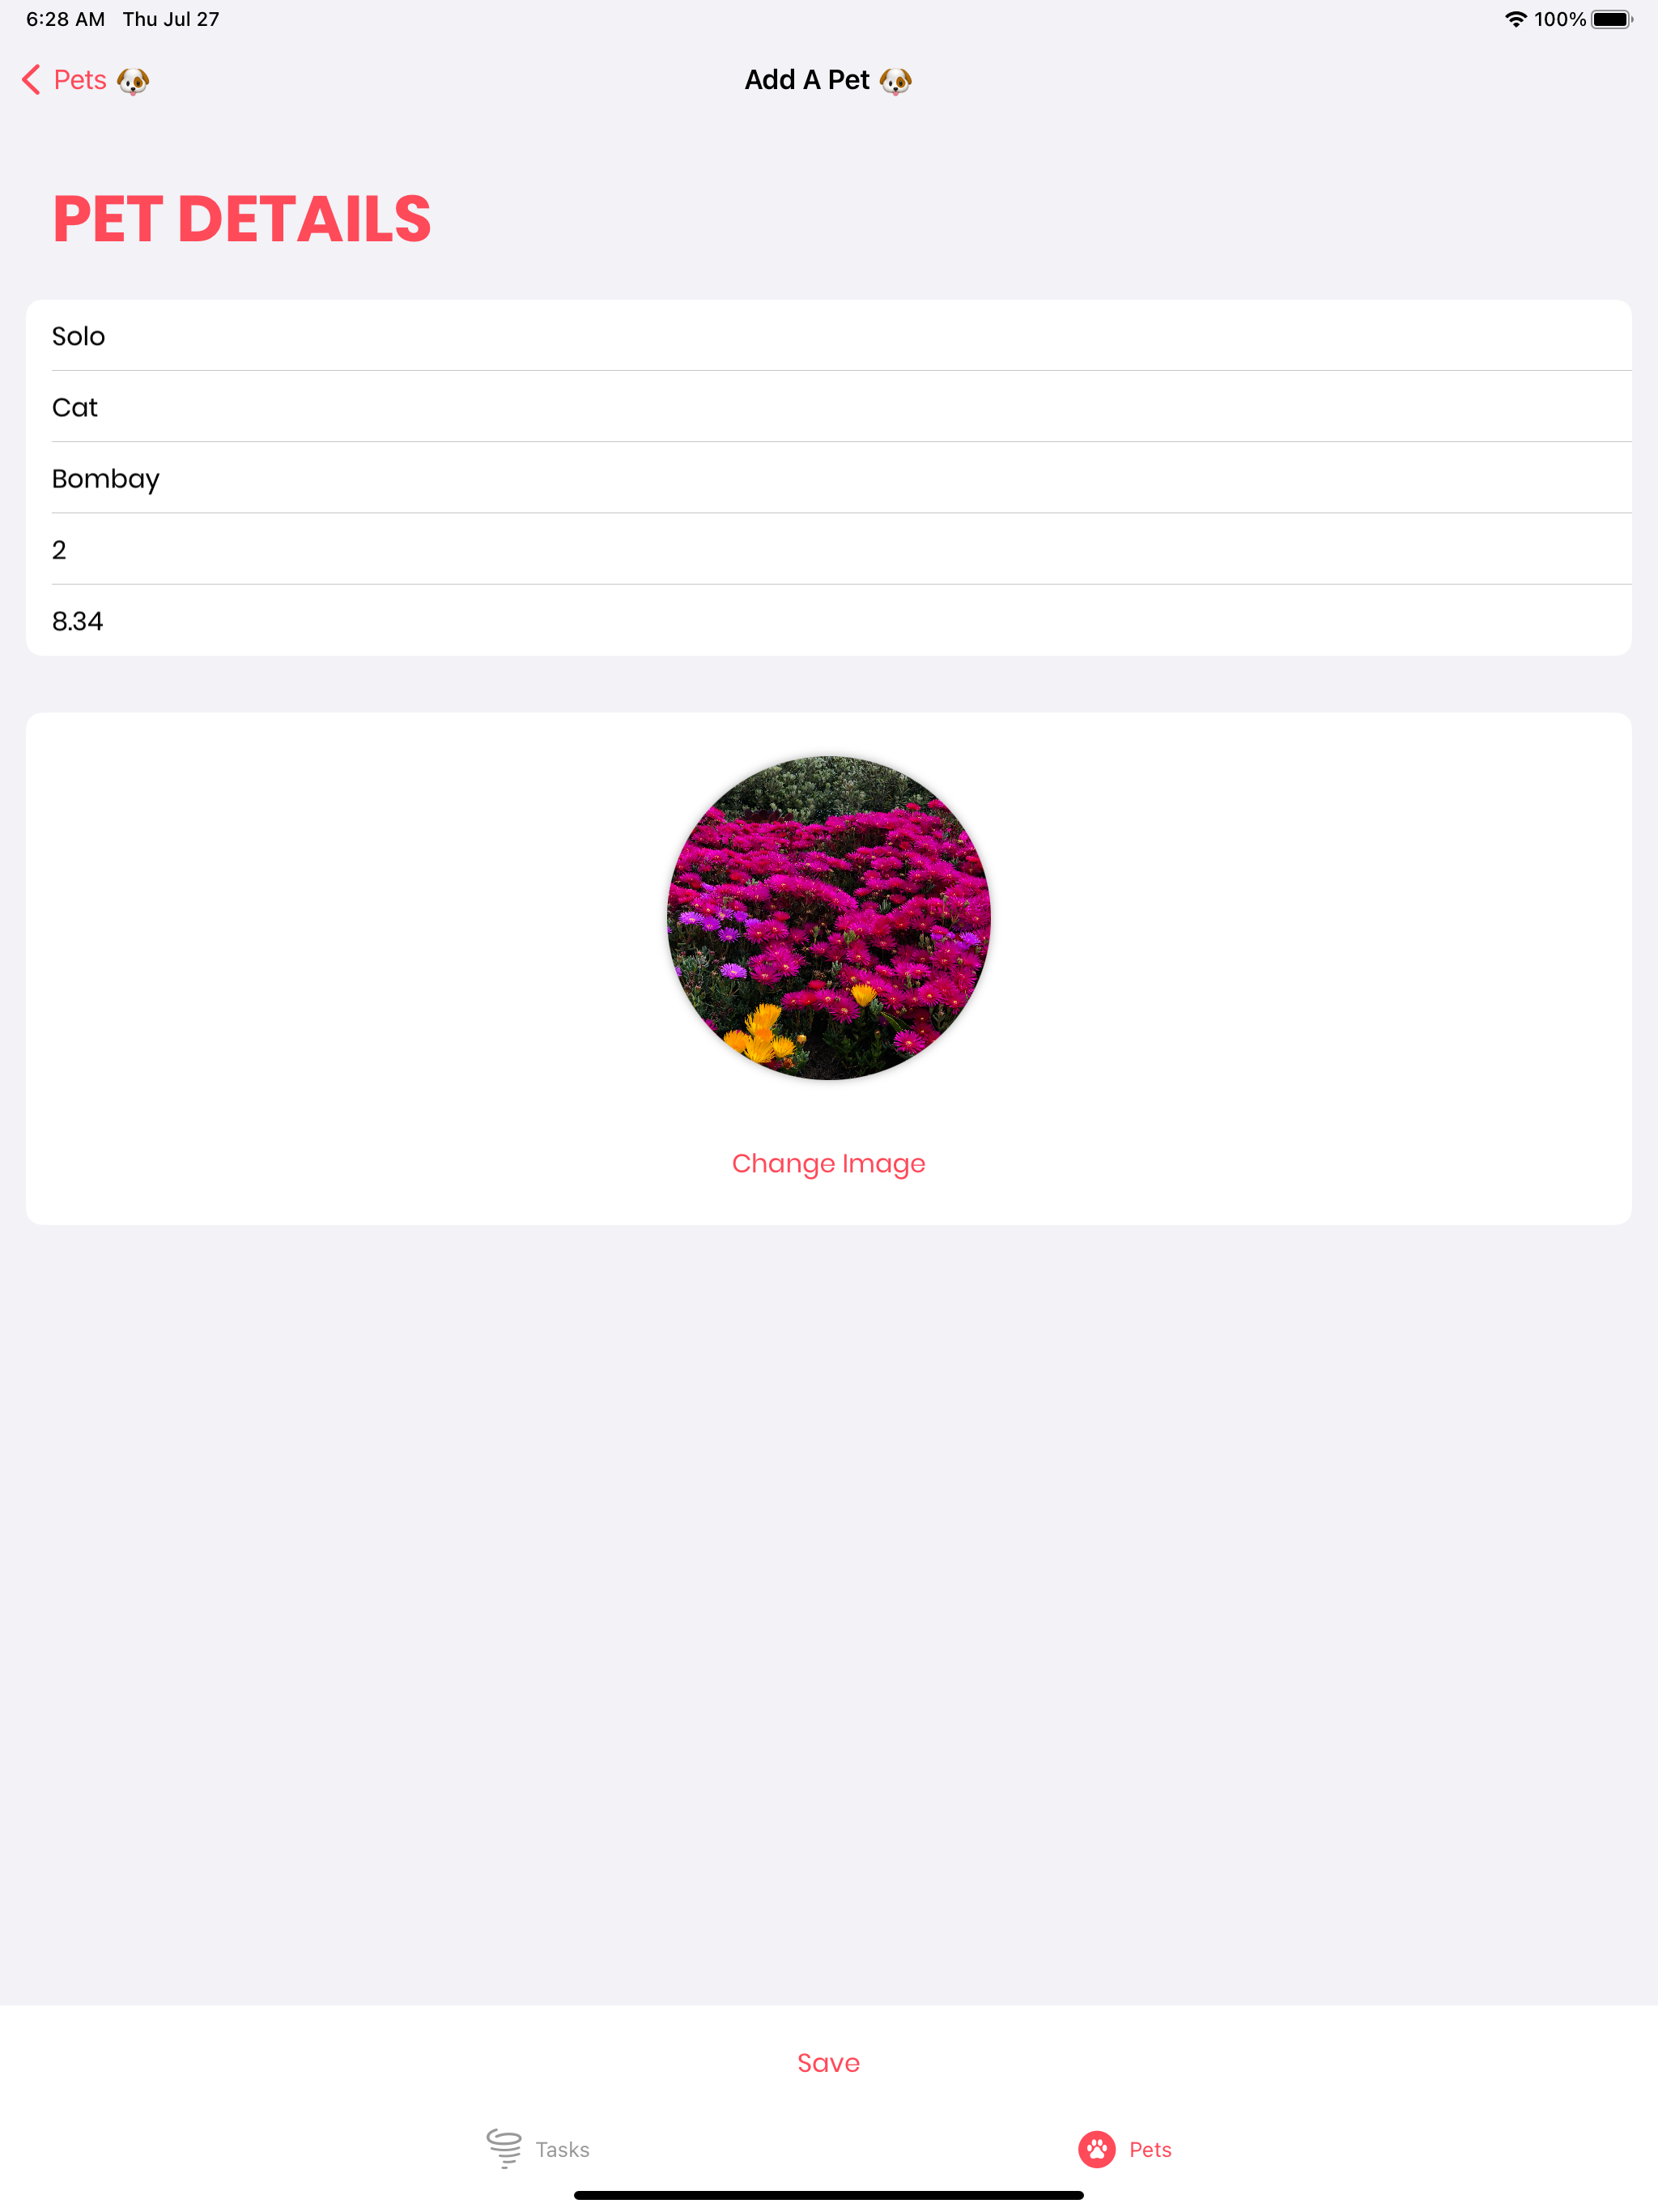 6:28 AM Thu Jul 27 100%
Pets 🐶 Add A Pet 🐶
PET DETAILS
Solo
Cat
Bombay
2
8.34
Change Image
Save
Tasks Pets